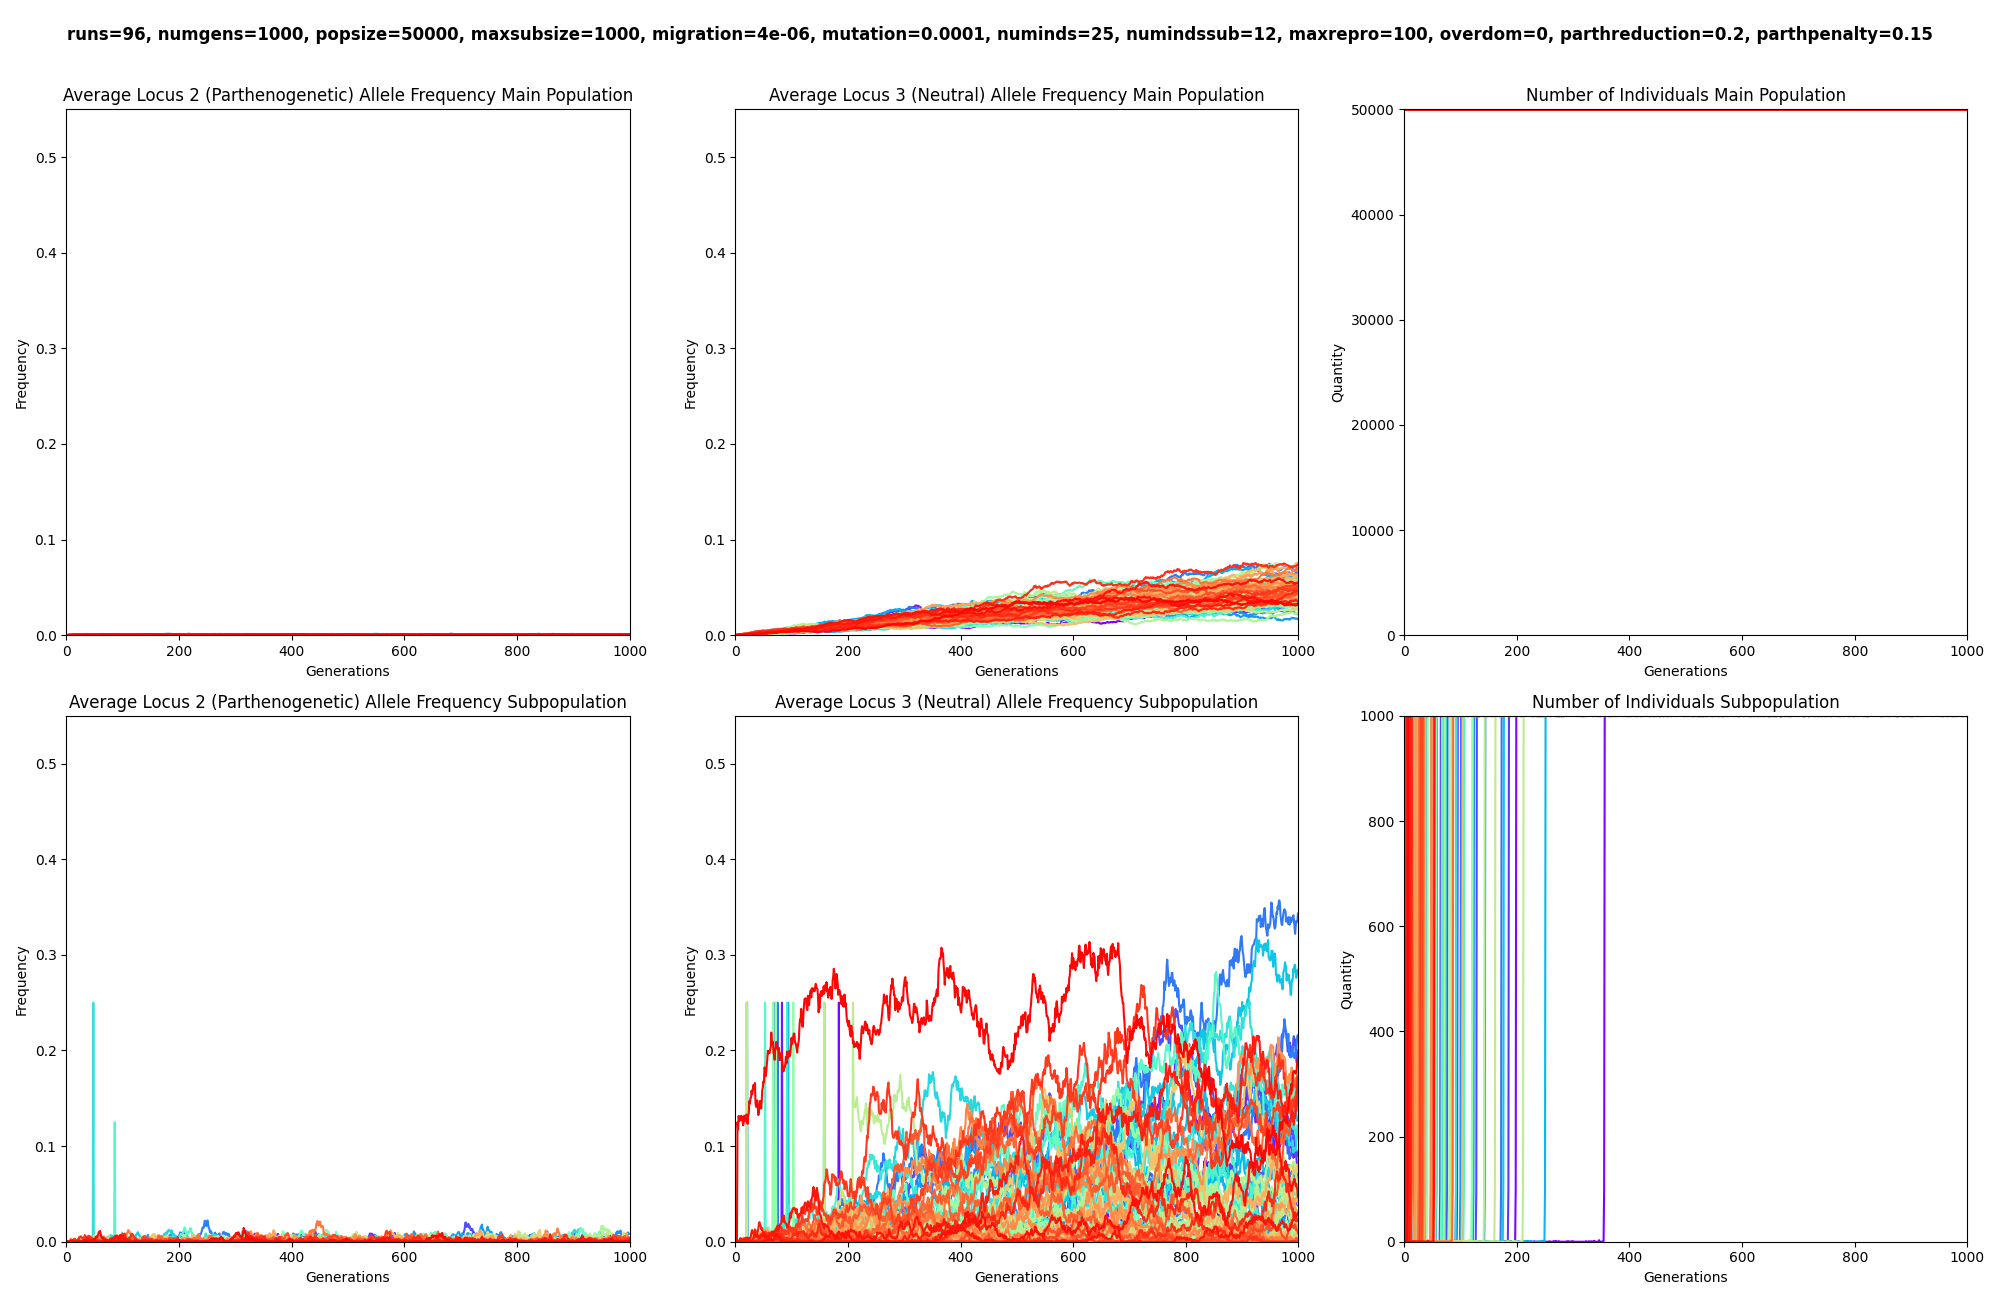 runs=96, numgens=1000, popsize=50000, maxsubsize=1000, migration=4e-06, mutation=0.0001, numinds=25, numindssub=12, maxrepro=100, overdom=0, parthreduction=0.2, parthpenalty=0.15
Average Locus 2 (Parthenogenetic) Allele Frequency Main Population
Frequency
0.5
0.4
0.3
0.2
0.1
0.0
0 200 400 600 800 1000
Generations
Average Locus 3 (Neutral) Allele Frequency Main Population
Frequency
0.5
0.4
0.3
0.2
0.1
0.0
0 200 400 600 800 1000
Generations
Number of Individuals Main Population
Quantity
50000
40000
30000
20000
10000
0
0 200 400 600 800 1000
Generations
Average Locus 2 (Parthenogenetic) Allele Frequency Subpopulation
Frequency
0.5
0.4
0.3
0.2
0.1
0.0
0 200 400 600 800 1000
Generations
Average Locus 3 (Neutral) Allele Frequency Subpopulation
Frequency
0.5
0.4
0.3
0.2
0.1
0.0
0 200 400 600 800 1000
Generations
Number of Individuals Subpopulation
Quantity
1000
800
600
400
200
0
0 200 400 600 800 1000
Generations